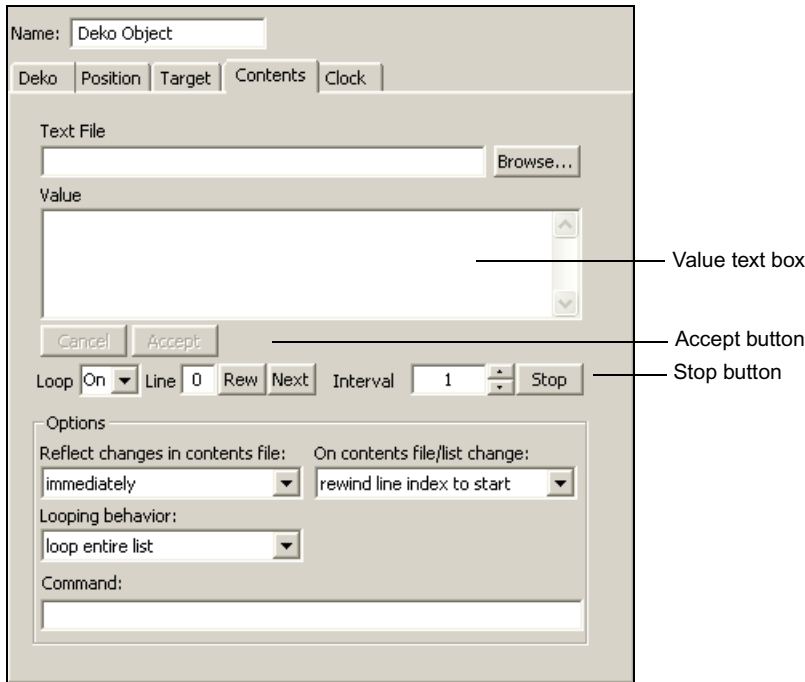 Name: Deko Object
Deko Position Target Contents Clock
Text File
Browse...
Value
Value text box
Cancel Accept
Accept button
Loop On Line 0 Rew Next Interval 1 Stop
Stop button
Options
Reflect changes in contents file: On contents file/list change:
immediately rewind line index to start
Looping behavior:
loop entire list
Command: